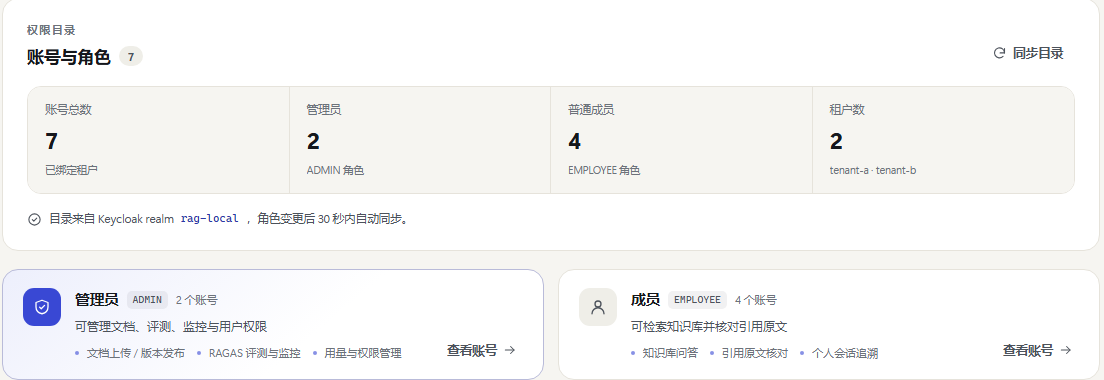 权限目录
账号与角色 7
同步目录
账号总数 管理员 普通成员 租户数
7 2 4 2
已绑定租户 ADMIN 角色 EMPLOYEE 角色 tenant-a · tenant-b
目录来自 Keycloak realm rag-local ，角色变更后 30 秒内自动同步。
管理员 ADMIN 2 个账号
可管理文档、评测、监控与用户权限
文档上传 / 版本发布 RAGAS 评测与监控 用量与权限管理
查看账号 →
成员 EMPLOYEE 4 个账号
可检索知识库并核对引用原文
知识库问答 引用原文核对 个人会话追溯
查看账号 →